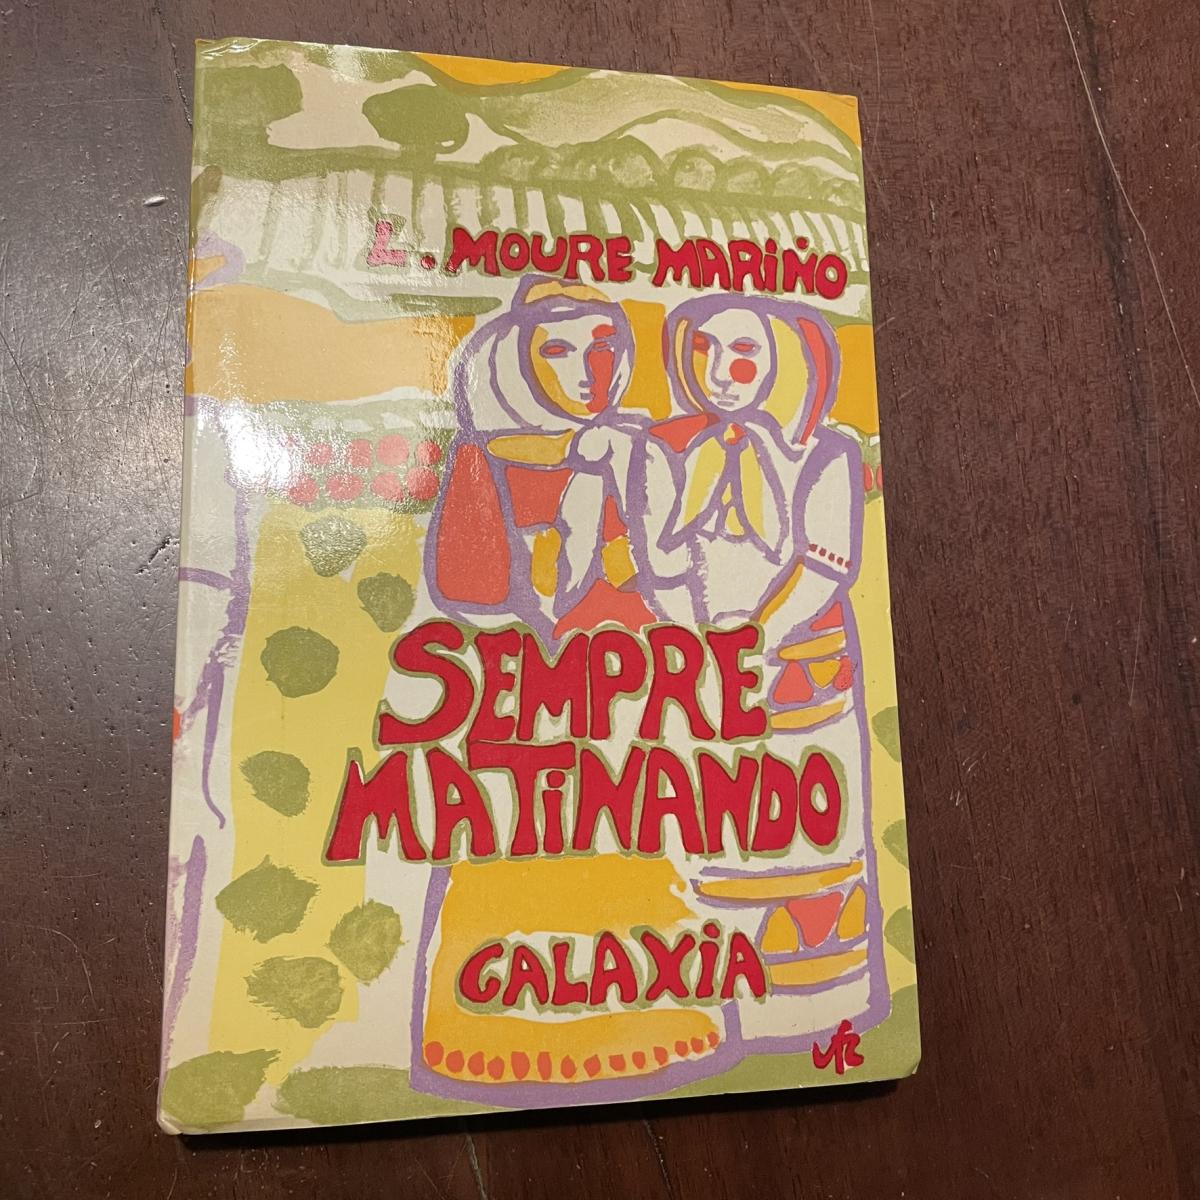 L. MOURE MARIÑO
SEMPRE
MATINANDO
GALAXIA